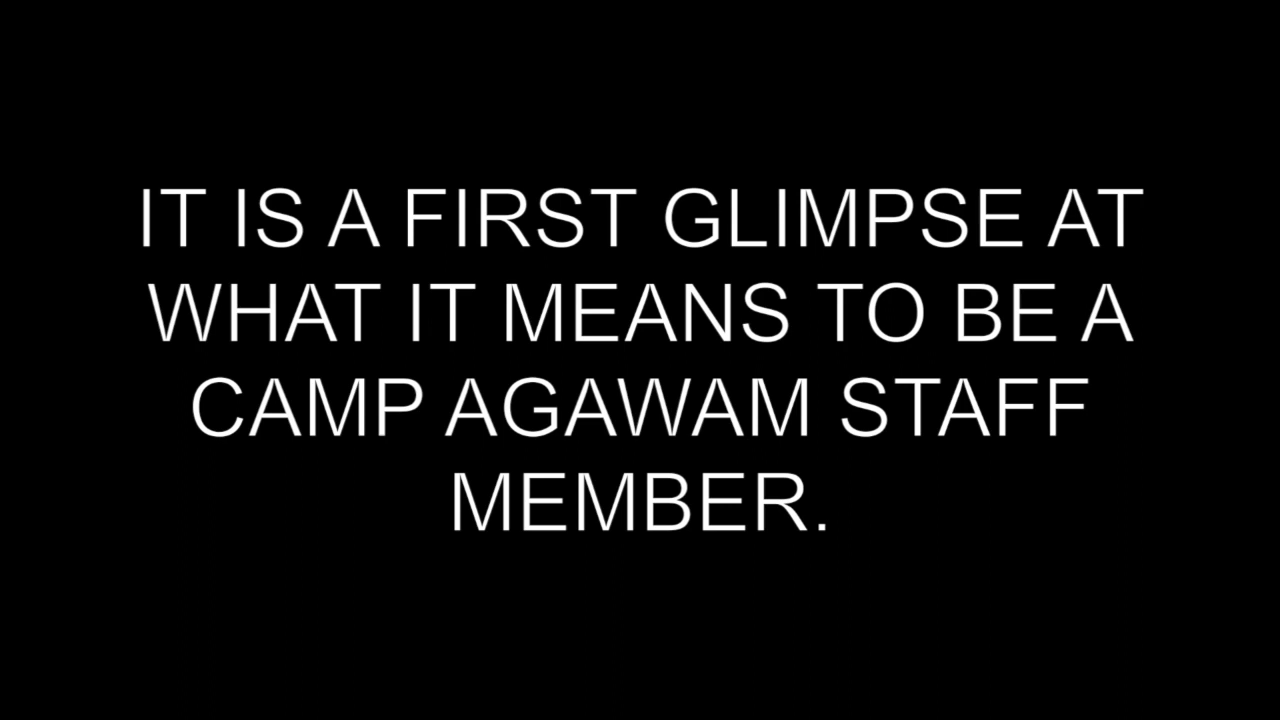 IT IS A FIRST GLIMPSE AT
WHAT IT MEANS TO BE A
CAMP AGAWAM STAFF
MEMBER.